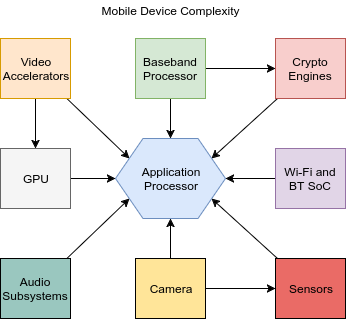 Mobile Device Complexity
Video
Accelerators
Baseband
Processor
Crypto
Engines
GPU
Application
Processor
Wi-Fi and
BT SoC
Audio
Subsystems
Camera
Sensors